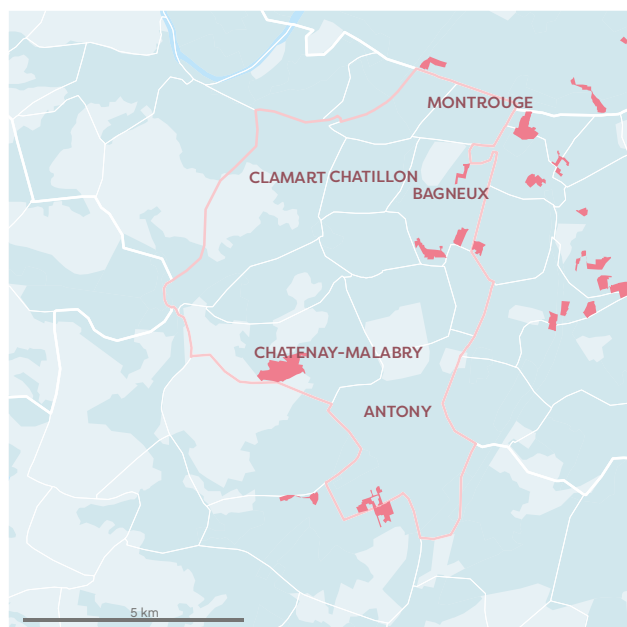 MONTROUGE
CLAMART CHATILLON
BAGNEUX
CHATENAY-MALABRY
ANTONY
5 km